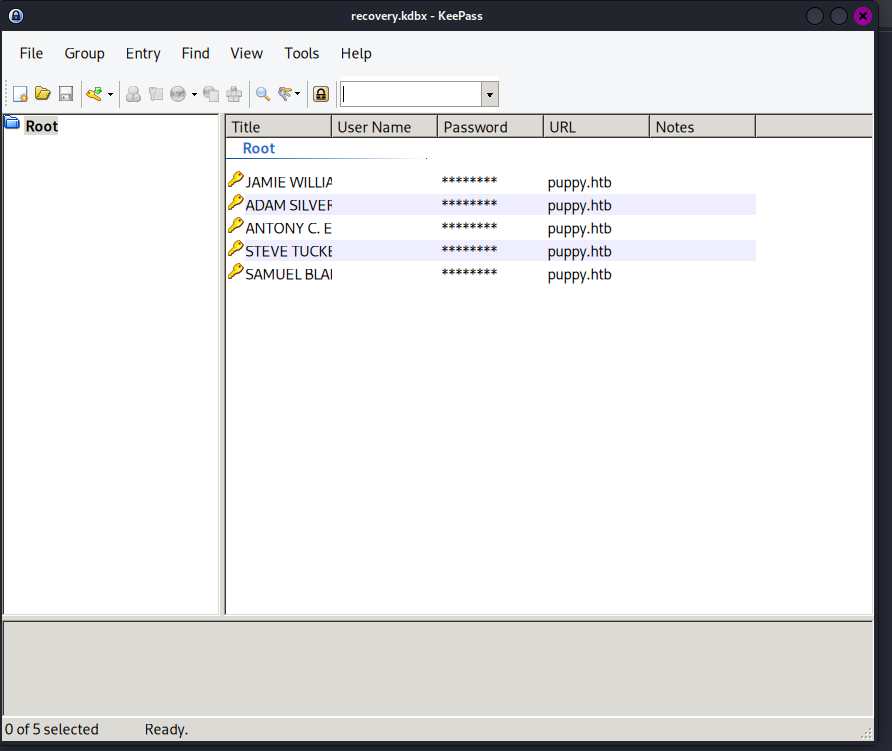 recovery.kdbx - KeePass
File Group Entry Find View Tools Help
Root
Title User Name Password URL Notes
Root
JAMIE WILLIA ******** puppy.htb
ADAM SILVER ******** puppy.htb
ANTONY C. E ******** puppy.htb
STEVE TUCKE ******** puppy.htb
SAMUEL BLA ******** puppy.htb
0 of 5 selected Ready.